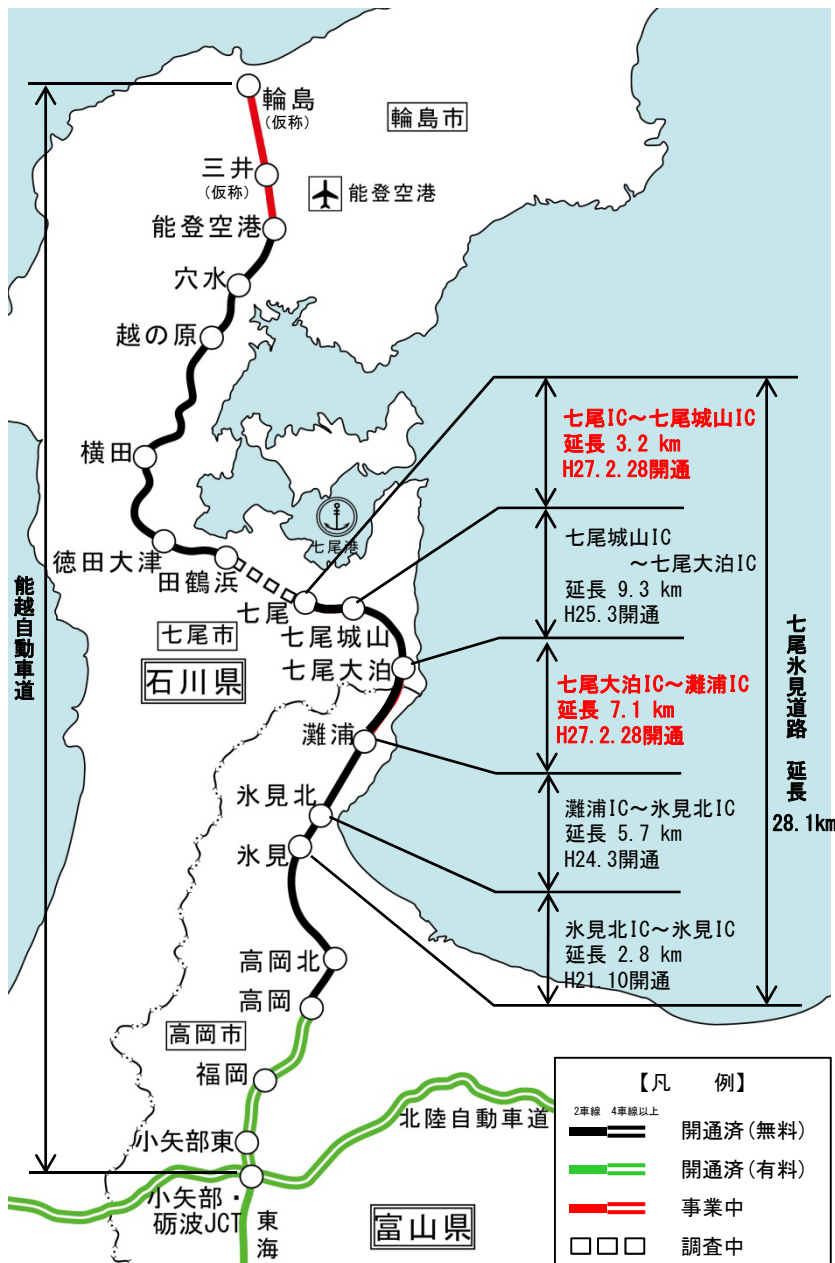 輪島
(仮称)
輪島市
三井
(仮称)
能登空港
能登空港
穴水
越の原
横田
徳田大津
田鶴浜
七尾港
七尾
七尾城山
七尾大泊
七尾市
石川県
灘浦
氷見北
氷見
高岡北
高岡
高岡市
福岡
小矢部東
小矢部・
砺波JCT
東海
北陸自動車道
富山県
能越自動車道
七尾IC～七尾城山IC
延長 3.2 km
H27.2.28開通
七尾城山IC
～七尾大泊IC
延長 9.3 km
H25.3開通
七尾大泊IC～灘浦IC
延長 7.1 km
H27.2.28開通
灘浦IC～氷見北IC
延長 5.7 km
H24.3開通
氷見北IC～氷見IC
延長 2.8 km
H21.10開通
七尾氷見道路 延長
28.1km
【凡 例】
2車線 4車線以上
開通済(無料)
開通済(有料)
事業中
調査中